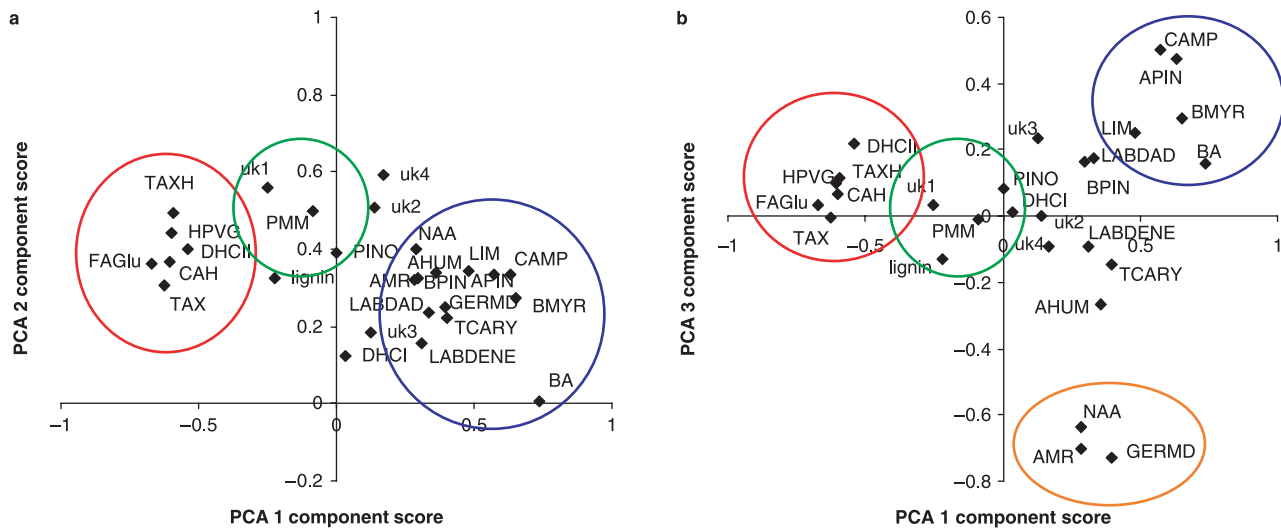 a
1
0.8
0.6
0.4
0.2
0
−0.2
−1
−0.5
0
0.5
1
uk1
uk4
TAXH
PMM
uk2
HPVG
NAA
DHCII
PINO
LIM
CAMP
FAGlu
AHUM
CAH
lignin
AMR
BPIN
APIN
TAX
LABDAD
GERMD
BMYR
uk3
TCARY
DHCI
LABDENE
BA
PCA 2 component score
PCA 1 component score
b
0.6
0.4
0.2
0
−0.2
−0.4
−0.6
−0.8
−1
−0.5
0
0.5
1
CAMP
APIN
BMYR
uk3
LIM
DHCII
LABDAD
BA
HPVG
TAXH
BPIN
CAH
uk1
PINO
FAGlu
DHCI
TAX
PMM
uk2
uk4
LABDENE
lignin
TCARY
AHUM
NAA
AMR
GERMD
PCA 3 component score
PCA 1 component score